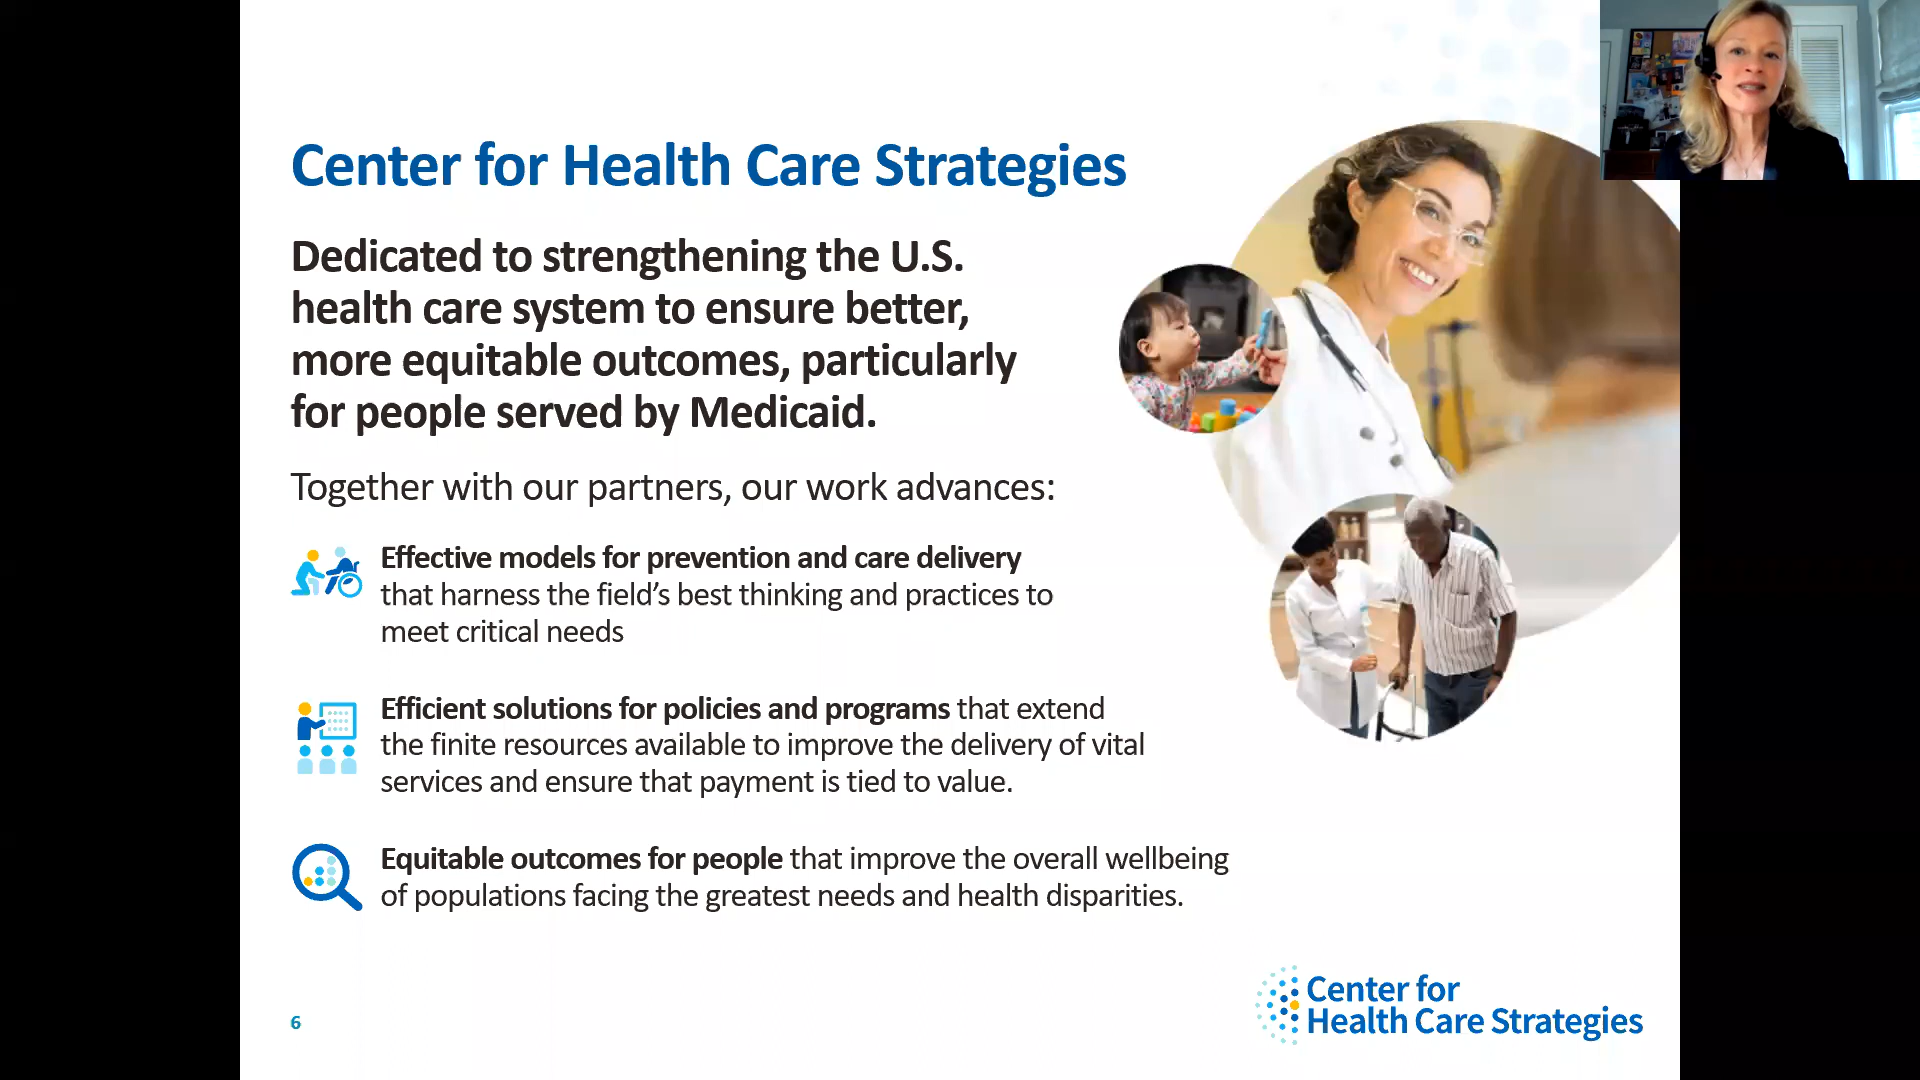 Center for Health Care Strategies
Dedicated to strengthening the U.S.
health care system to ensure better,
more equitable outcomes, particularly
for people served by Medicaid.
Together with our partners, our work advances:
Effective models for prevention and care delivery
that harness the field’s best thinking and practices to
meet critical needs
Efficient solutions for policies and programs that extend
the finite resources available to improve the delivery of vital
services and ensure that payment is tied to value.
Equitable outcomes for people that improve the overall wellbeing
of populations facing the greatest needs and health disparities.
6
Center for
Health Care Strategies